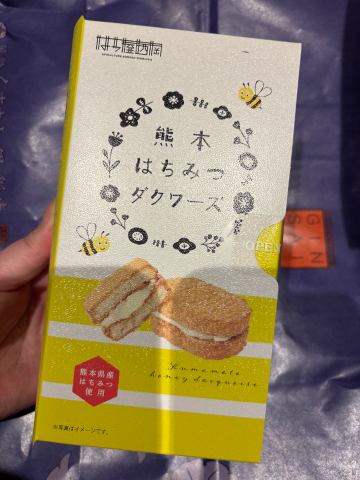 熊本
はちみつ
ダクワーズ
OPEN
Kumamoto
honey dacquoise
熊本県産
はちみつ
使用
※写真はイメージです。